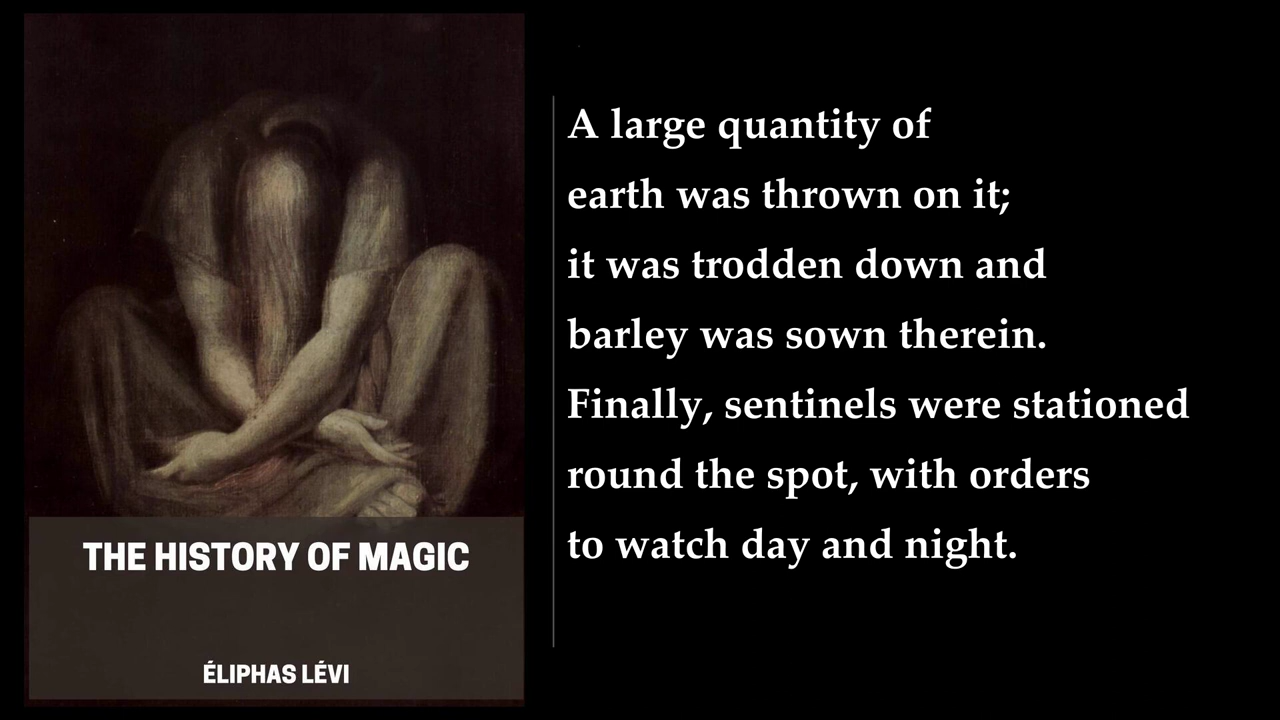 THE HISTORY OF MAGIC
ÉLIPHAS LÉVI
A large quantity of
earth was thrown on it;
it was trodden down and
barley was sown therein.
Finally, sentinels were stationed
round the spot, with orders
to watch day and night.